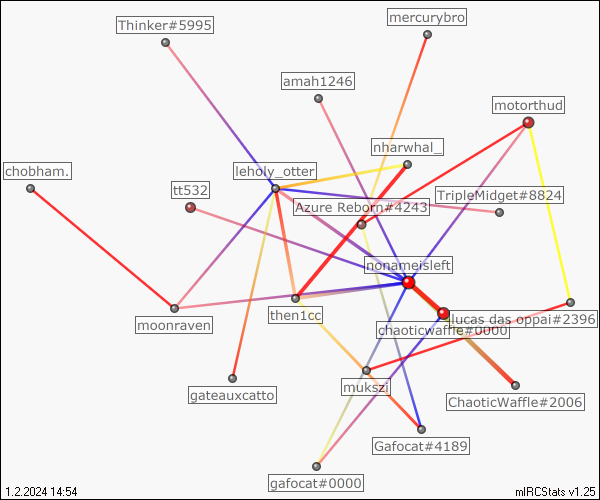 mercurybro
Thinker#5995
amah1246
motorthud
nharwhal_
chobham.
leholy_otter
tt532
TripleMidget#8824
Azure Reborn#4243
nonameisleft
moonraven
then1cc
lucas das oppai#2396
chaoticwaffle#0000
mukszi
gateauxcatto
ChaoticWaffle#2006
Gafocat#4189
gafocat#0000
1.2.2024 14:54
mIRCStats v1.25